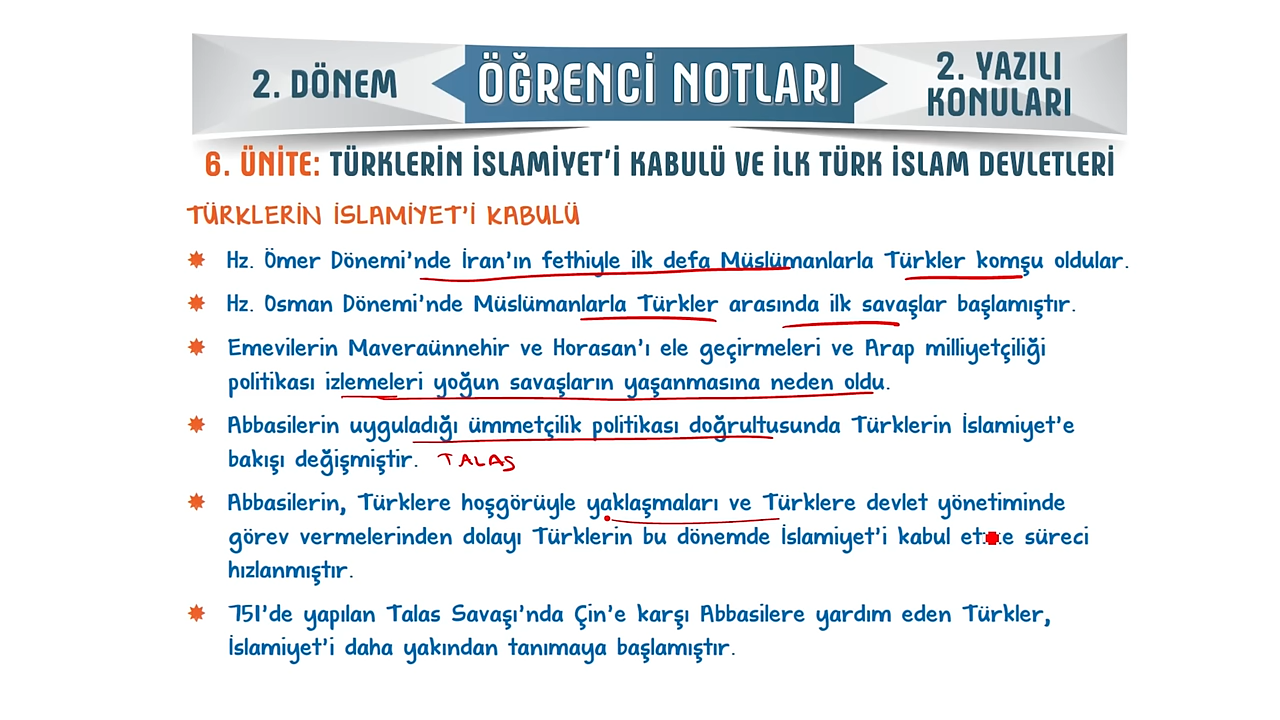 2. DÖNEM
ÖĞRENCİ NOTLARI
2. YAZILI
KONULARI
6. ÜNİTE: TÜRKLERİN İSLAMİYET'İ KABULÜ VE İLK TÜRK İSLAM DEVLETLERİ
TÜRKLERİN İSLAMİYET'İ KABULÜ
Hz. Ömer Dönemi'nde İran'ın fethiyle ilk defa Müslümanlarla Türkler komşu oldular.
Hz. Osman Dönemi'nde Müslümanlarla Türkler arasında ilk savaşlar başlamıştır.
Emevilerin Maveraünnehir ve Horasan'ı ele geçirmeleri ve Arap milliyetçiliği
politikası izlemeleri yoğun savaşların yaşanmasına neden oldu.
Abbasilerin uyguladığı ümmetçilik politikası doğrultusunda Türklerin İslamiyet'e
bakışı değişmiştir. TALAS
Abbasilerin, Türklere hoşgörüyle yaklaşmaları ve Türklere devlet yönetiminde
görev vermelerinden dolayı Türklerin bu dönemde İslamiyet'i kabul etme süreci
hızlanmıştır.
751'de yapılan Talas Savaşı'nda Çin'e karşı Abbasilere yardım eden Türkler,
İslamiyet'i daha yakından tanımaya başlamıştır.